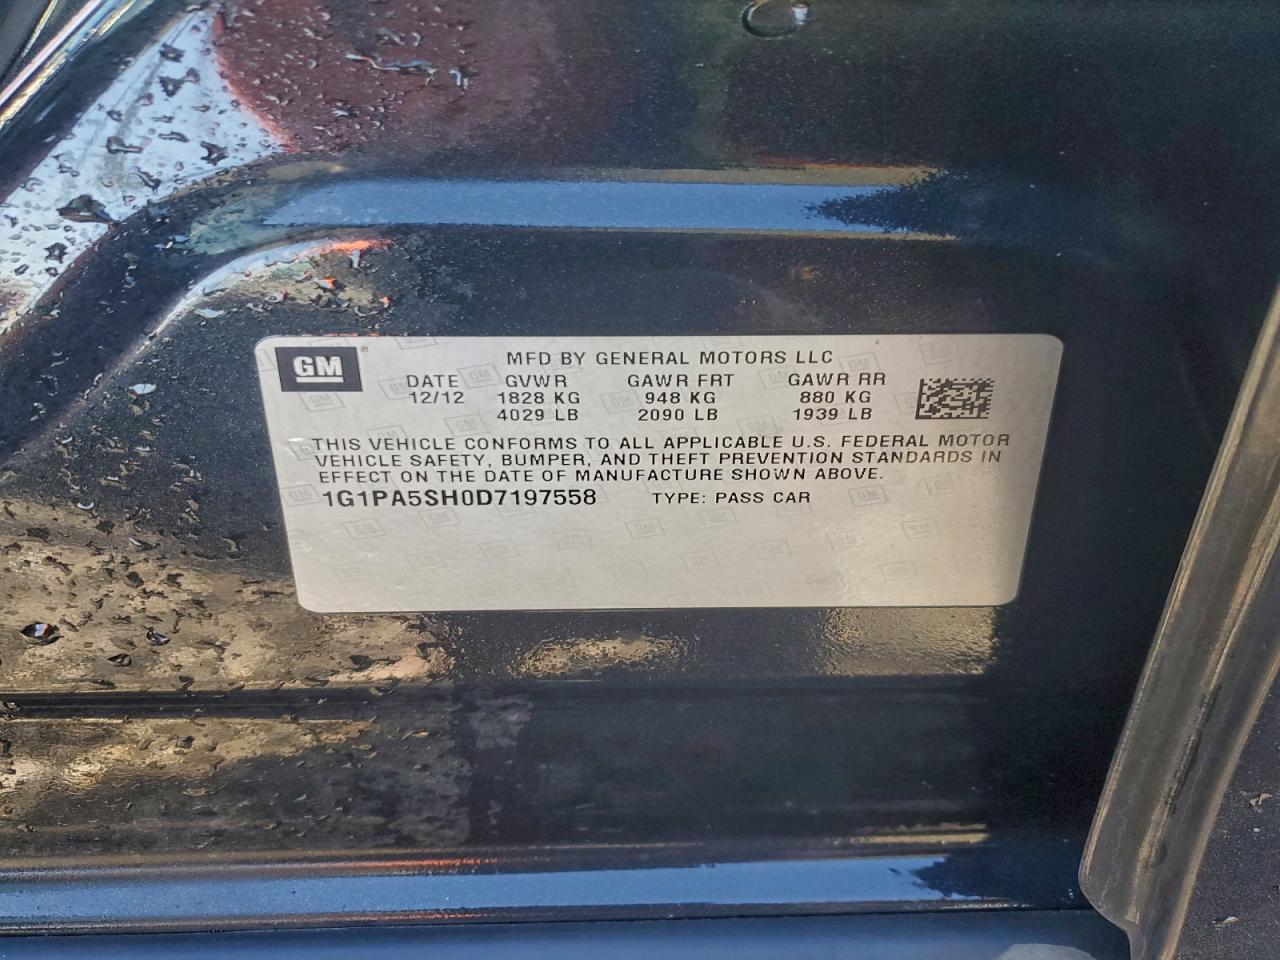 GM ® MFD BY GENERAL MOTORS LLC
DATE GVWR GAWR FRT GAWR RR
12/12 1828 KG 948 KG 880 KG
4029 LB 2090 LB 1939 LB
THIS VEHICLE CONFORMS TO ALL APPLICABLE U.S. FEDERAL MOTOR
VEHICLE SAFETY, BUMPER, AND THEFT PREVENTION STANDARDS IN
EFFECT ON THE DATE OF MANUFACTURE SHOWN ABOVE.
1G1PA5SH0D7197558 TYPE: PASS CAR